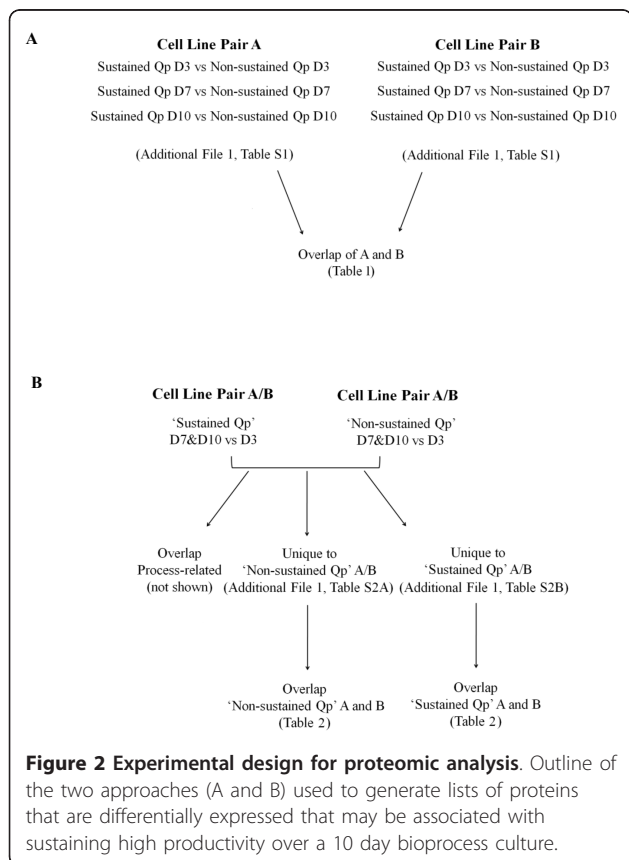 A
Cell Line Pair A
Sustained Qp D3 vs Non-sustained Qp D3
Sustained Qp D7 vs Non-sustained Qp D7
Sustained Qp D10 vs Non-sustained Qp D10
(Additional File 1, Table S1)
Cell Line Pair B
Sustained Qp D3 vs Non-sustained Qp D3
Sustained Qp D7 vs Non-sustained Qp D7
Sustained Qp D10 vs Non-sustained Qp D10
(Additional File 1, Table S1)
Overlap of A and B
(Table 1)
B
Cell Line Pair A/B
'Sustained Qp'
D7&D10 vs D3
Cell Line Pair A/B
'Non-sustained Qp'
D7&D10 vs D3
Overlap
Process-related
(not shown)
Unique to
'Non-sustained Qp' A/B
(Additional File 1, Table S2A)
Unique to
'Sustained Qp' A/B
(Additional File 1, Table S2B)
Overlap
'Non-sustained Qp' A and B
(Table 2)
Overlap
'Sustained Qp' A and B
(Table 2)
Figure 2 Experimental design for proteomic analysis. Outline of
the two approaches (A and B) used to generate lists of proteins
that are differentially expressed that may be associated with
sustaining high productivity over a 10 day bioprocess culture.